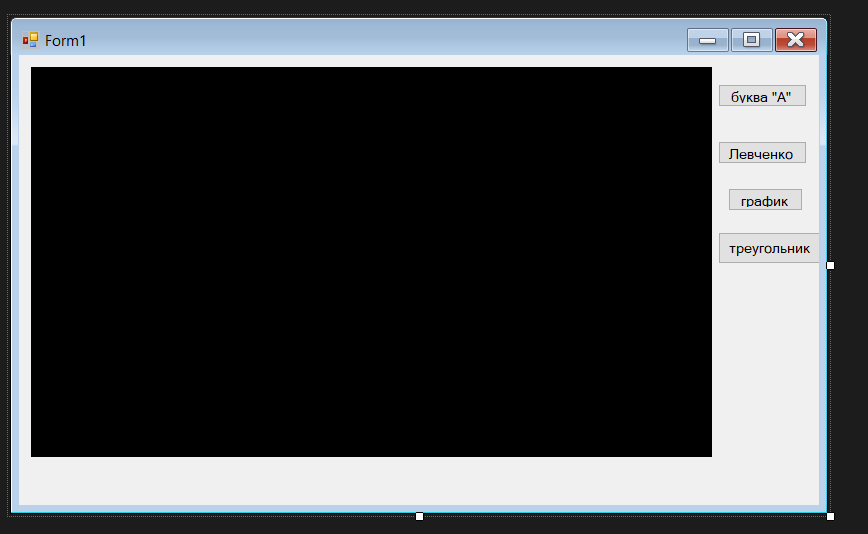 Form1
буква "А"
Левченко
график
треугольник